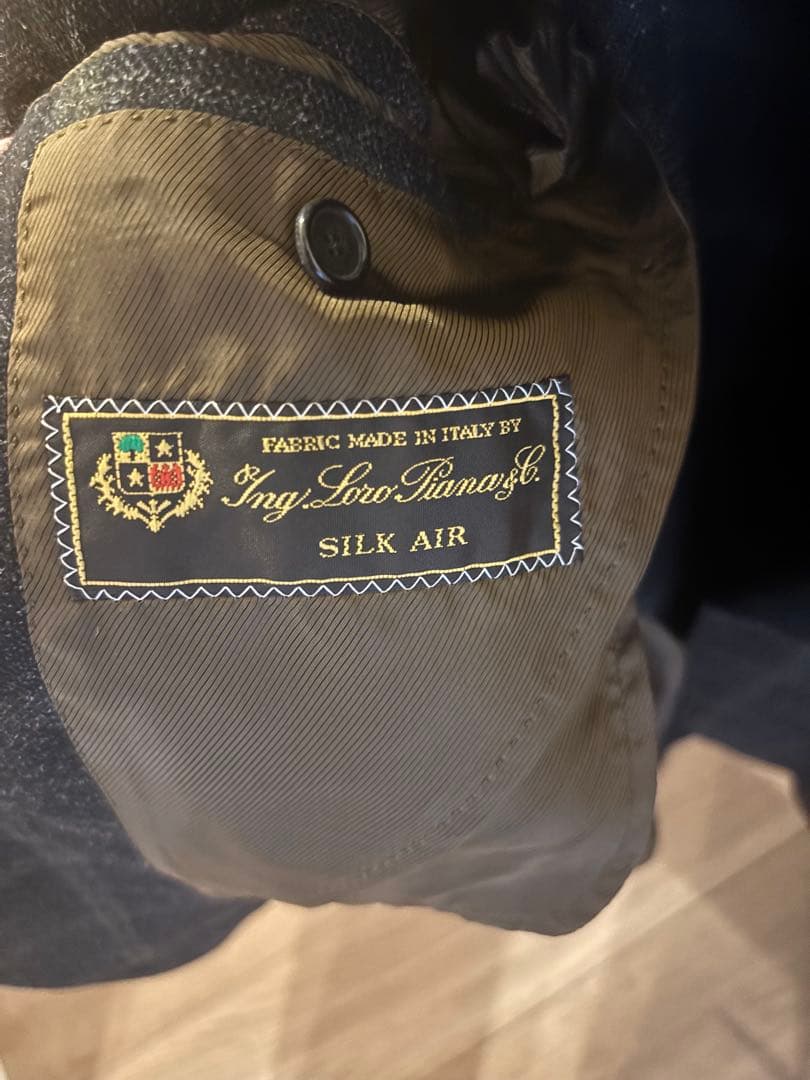 FABRIC MADE IN ITALY BY
Ing. Loro Piana & C.
SILK AIR